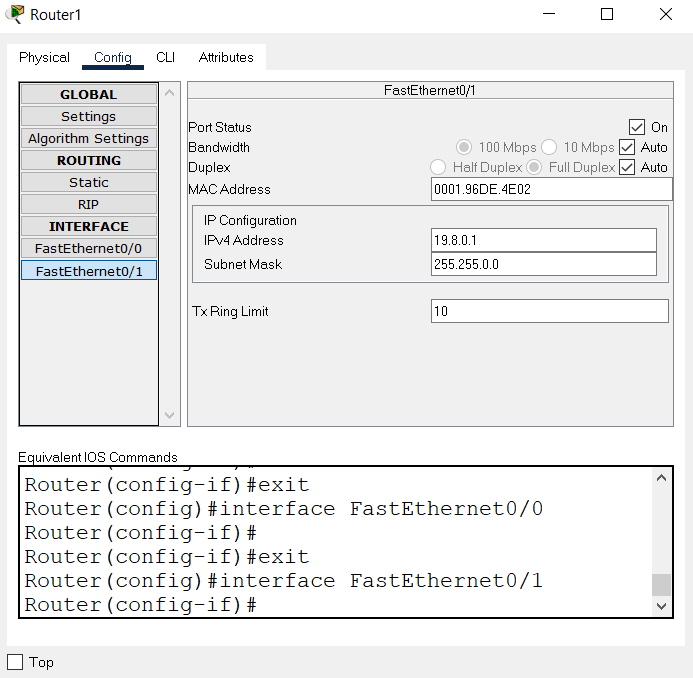 Router1
Physical Config CLI Attributes
GLOBAL
Settings
Algorithm Settings
ROUTING
Static
RIP
INTERFACE
FastEthernet0/0
FastEthernet0/1
FastEthernet0/1
Port Status On
Bandwidth 100 Mbps 10 Mbps Auto
Duplex Half Duplex Full Duplex Auto
MAC Address 0001.96DE.4E02
IP Configuration
IPv4 Address 19.8.0.1
Subnet Mask 255.255.0.0
Tx Ring Limit 10
Equivalent IOS Commands
Router(config-if)#exit
Router(config)#interface FastEthernet0/0
Router(config-if)#
Router(config-if)#exit
Router(config)#interface FastEthernet0/1
Router(config-if)#
Top